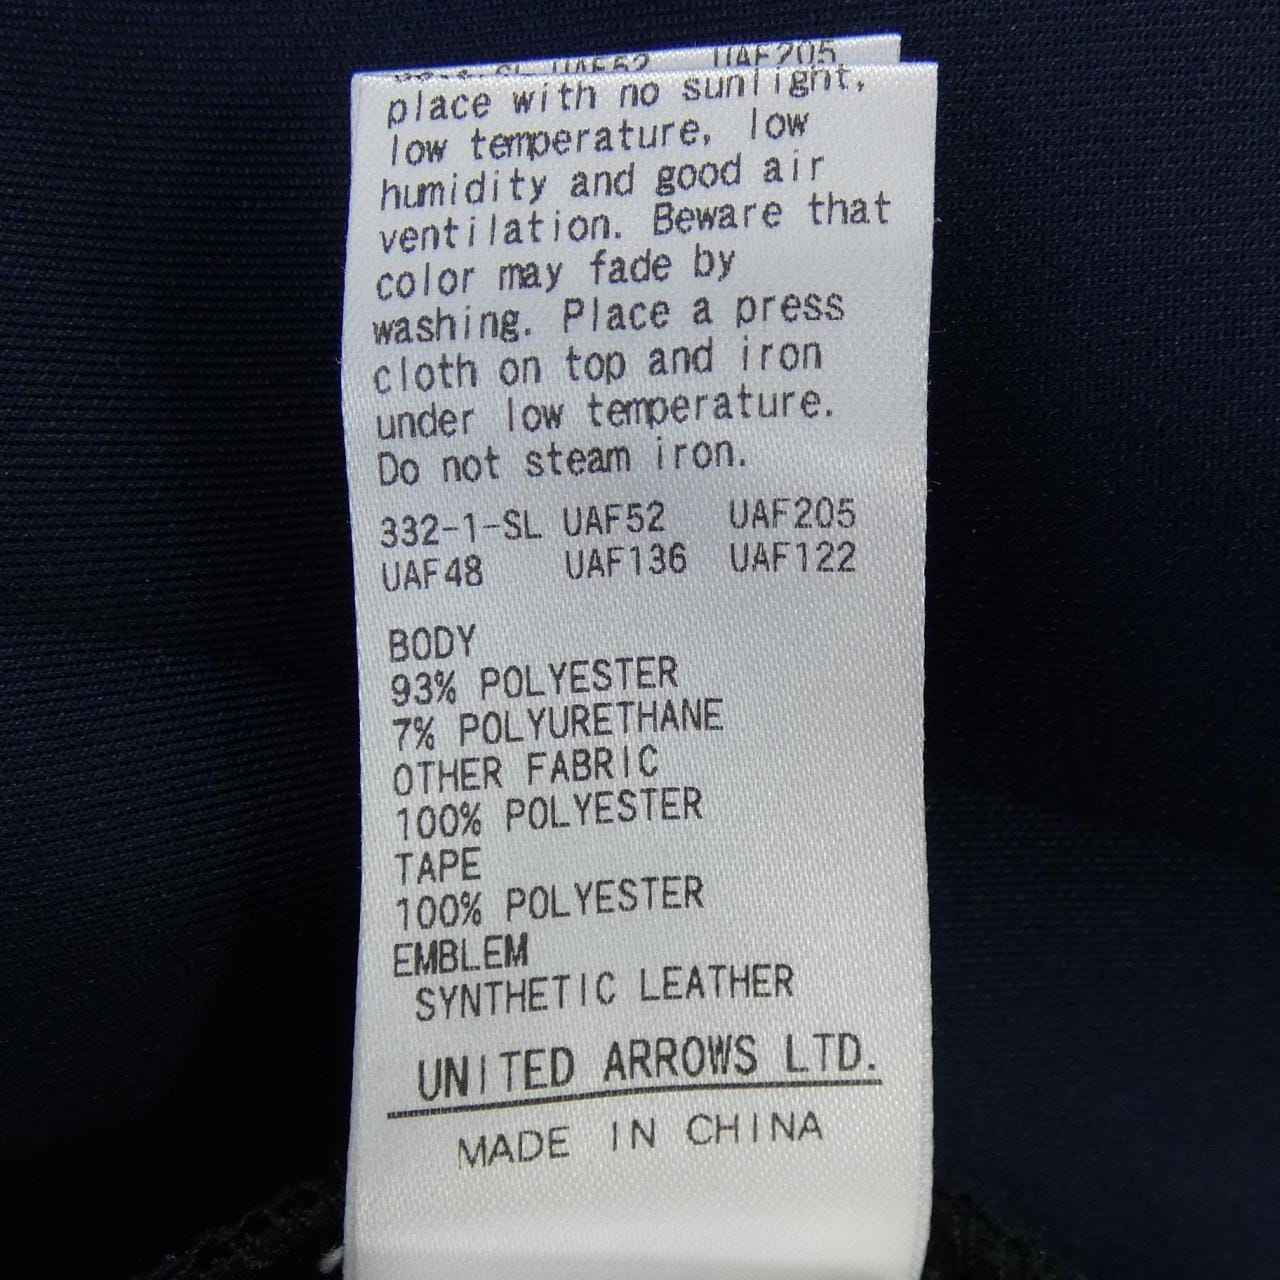 UAF52 UAF205
place with no sunlight,
low temperature, low
humidity and good air
ventilation. Beware that
color may fade by
washing. Place a press
cloth on top and iron
under low temperature.
Do not steam iron.
332-1-SL UAF52 UAF205
UAF48 UAF136 UAF122
BODY
93% POLYESTER
7% POLYURETHANE
OTHER FABRIC
100% POLYESTER
TAPE
100% POLYESTER
EMBLEM
SYNTHETIC LEATHER
UNITED ARROWS LTD.
MADE IN CHINA